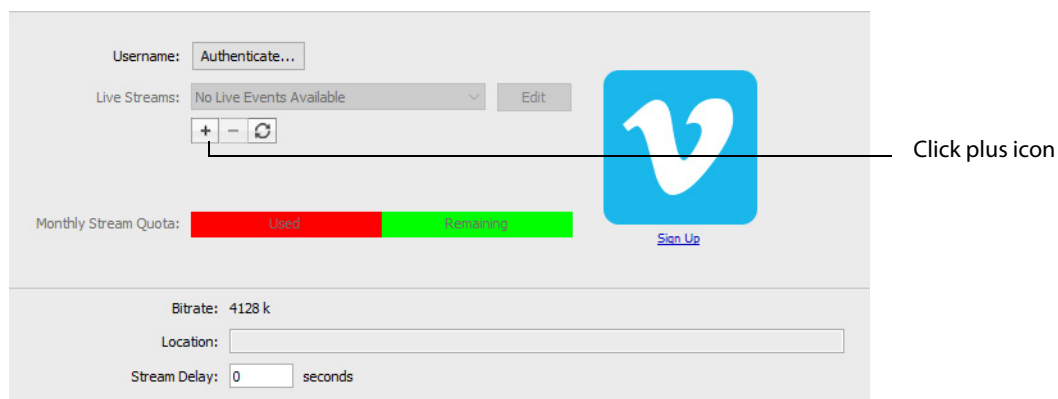 Username: Authenticate...
Live Streams: No Live Events Available Edit
+ –
Click plus icon
Monthly Stream Quota: Used Remaining
Sign Up
Bitrate: 4128 k
Location:
Stream Delay: 0 seconds